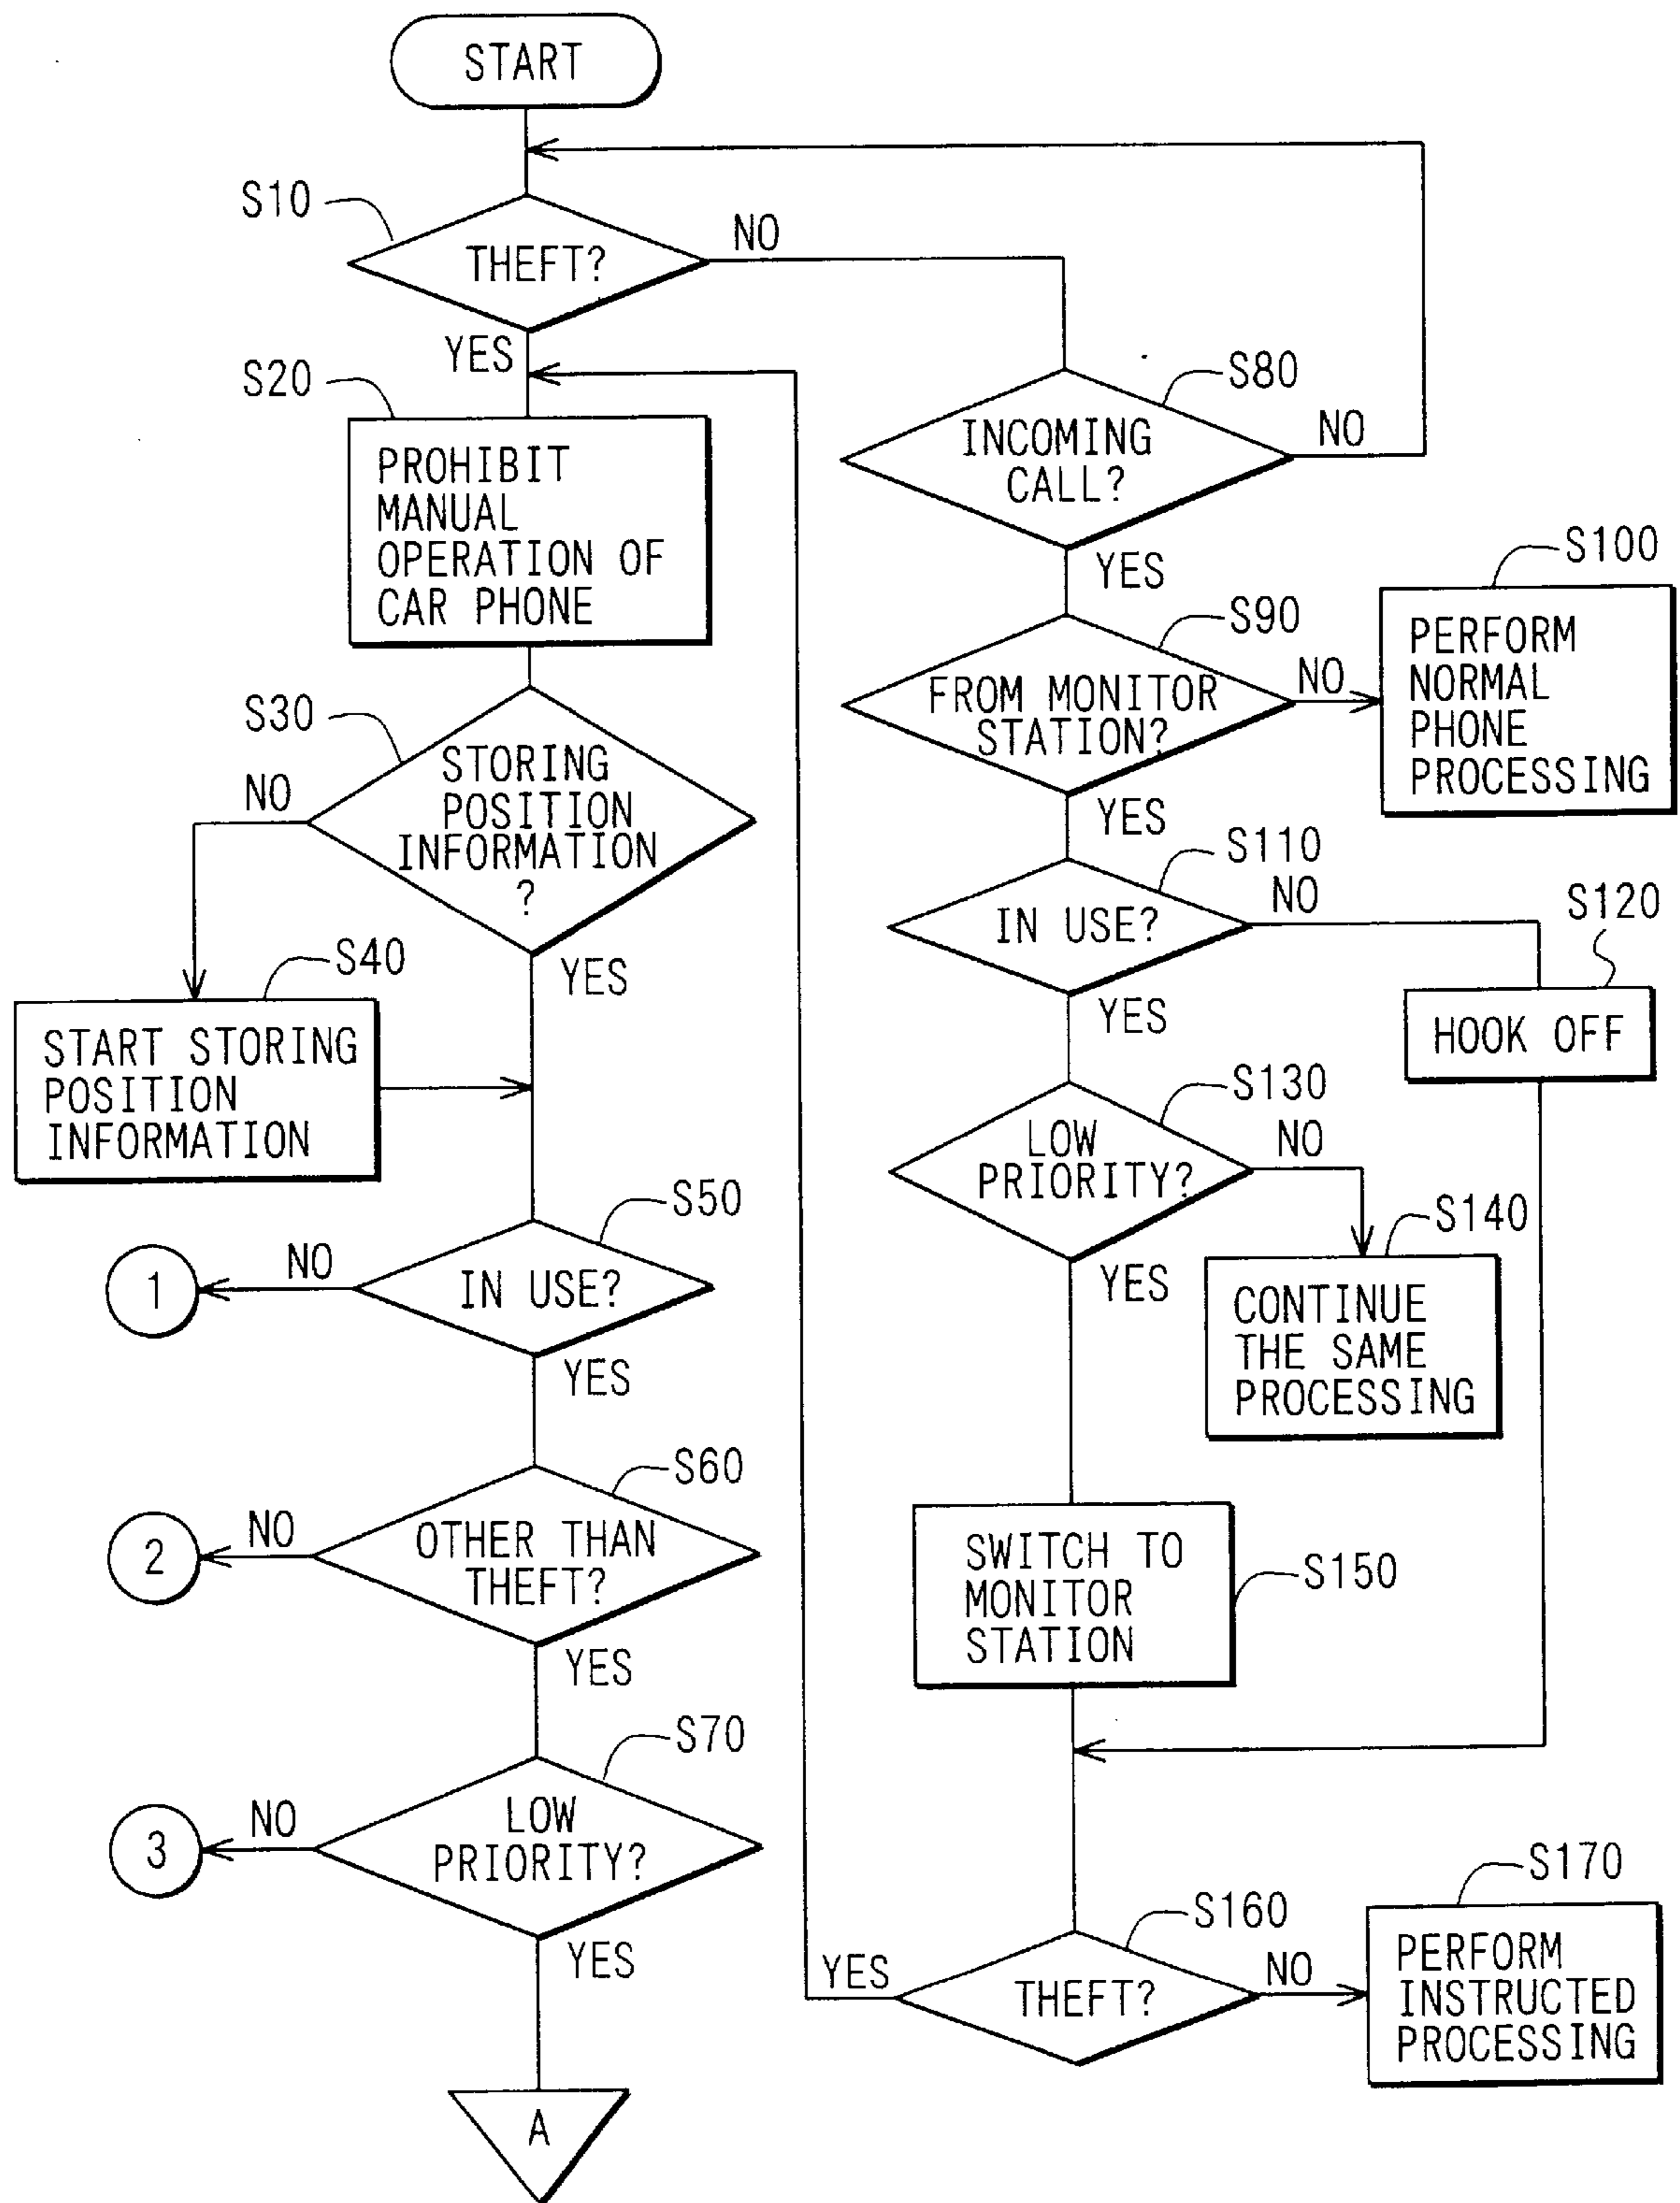 START
S10
THEFT?
NO
YES
S20
PROHIBIT
MANUAL
OPERATION OF
CAR PHONE
S30
STORING
POSITION
INFORMATION
?
NO
YES
S40
START STORING
POSITION
INFORMATION
S50
IN USE?
NO
1
YES
S60
OTHER THAN
THEFT?
NO
2
YES
S70
LOW
PRIORITY?
NO
3
YES
A
S80
INCOMING
CALL?
NO
YES
S90
FROM MONITOR
STATION?
NO
YES
S100
PERFORM
NORMAL
PHONE
PROCESSING
S110
IN USE?
NO
YES
S120
HOOK OFF
S130
LOW
PRIORITY?
NO
YES
S140
CONTINUE
THE SAME
PROCESSING
SWITCH TO
MONITOR
STATION
S150
S160
THEFT?
YES
NO
S170
PERFORM
INSTRUCTED
PROCESSING